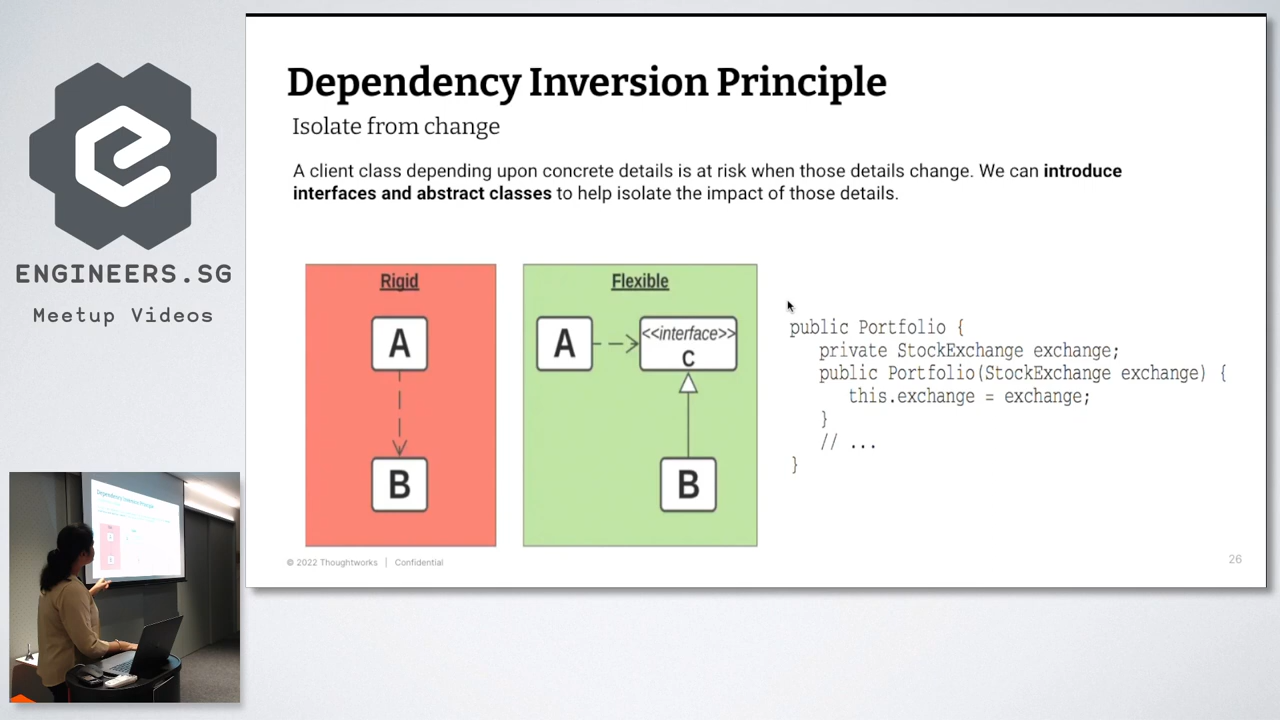 ENGINEERS.SG
Meetup Videos
Dependency Inversion Principle
Isolate from change
A client class depending upon concrete details is at risk when those details change. We can introduce
interfaces and abstract classes to help isolate the impact of those details.
Rigid
A
B
Flexible
A
<<interface>>
C
B
public Portfolio {
private StockExchange exchange;
public Portfolio(StockExchange exchange) {
this.exchange = exchange;
}
// ...
}
© 2022 Thoughtworks | Confidential
26
Dependency Inversion Principle